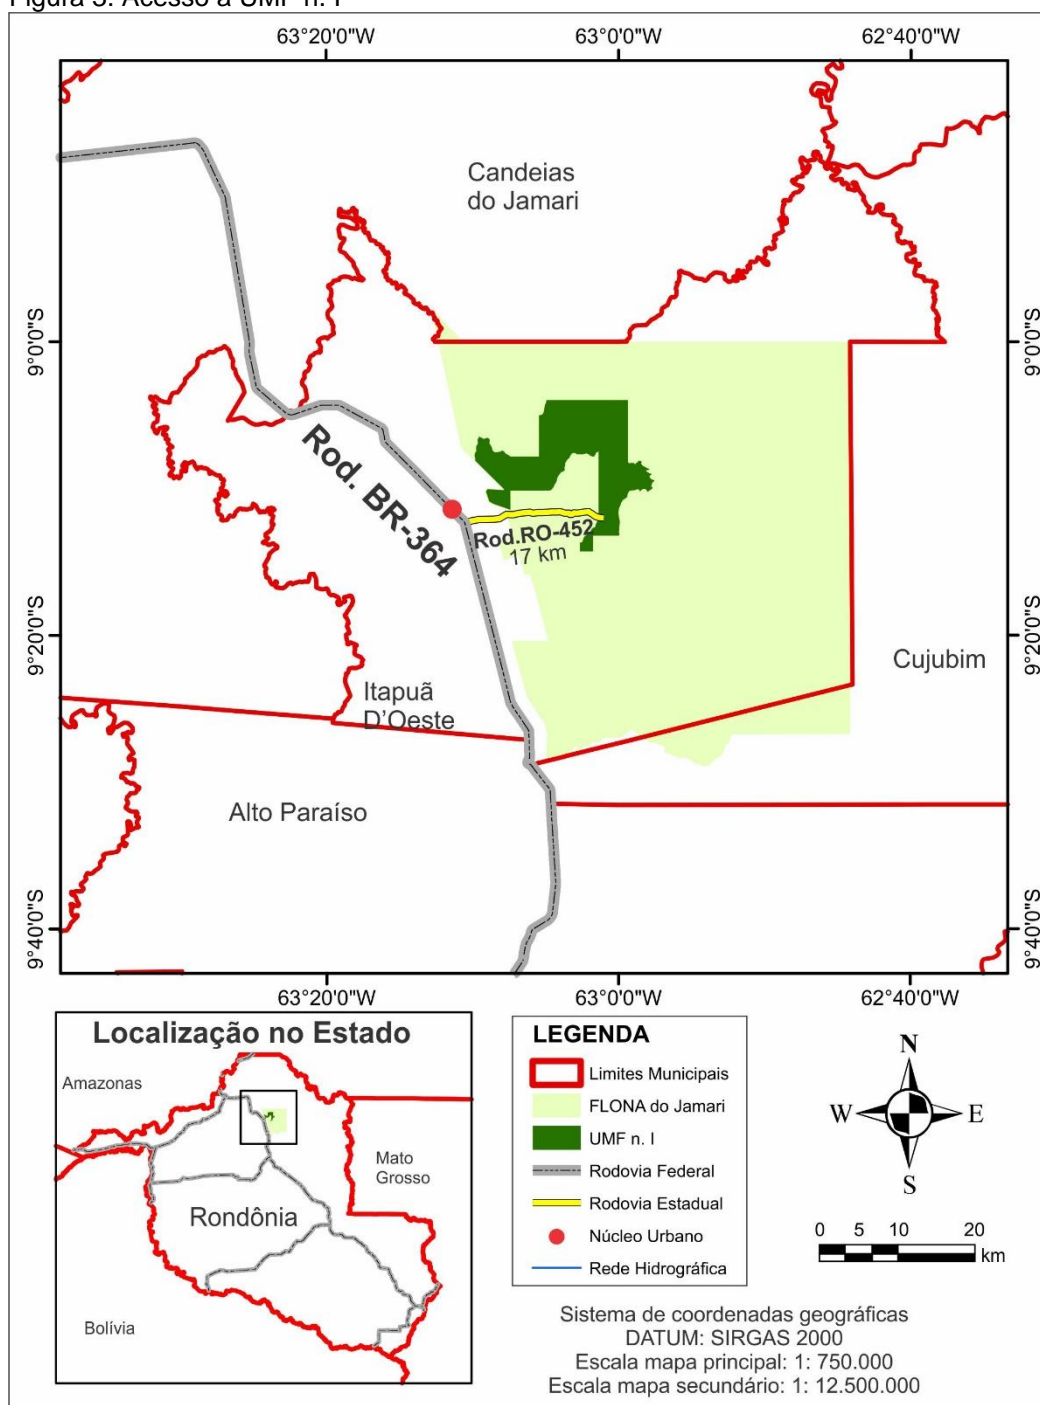 Figura 3. Acesso à UMF n. I
63°20'0"W
63°0'0"W
62°40'0"W
Candeias
do Jamari
9°0'0"S
9°0'0"S
Rod. BR-364
Rod.RO-452
17 km
9°20'0"S
9°20'0"S
Cujubim
Itapuã
D'Oeste
Alto Paraíso
9°40'0"S
9°40'0"S
63°20'0"W
63°0'0"W
62°40'0"W
Localização no Estado
Amazonas
Mato
Grosso
Rondônia
Bolívia
LEGENDA
Limites Municipais
FLONA do Jamari
UMF n. I
Rodovia Federal
Rodovia Estadual
Núcleo Urbano
Rede Hidrográfica
N
W
E
S
0 5 10 20
km
Sistema de coordenadas geográficas
DATUM: SIRGAS 2000
Escala mapa principal: 1: 750.000
Escala mapa secundário: 1: 12.500.000